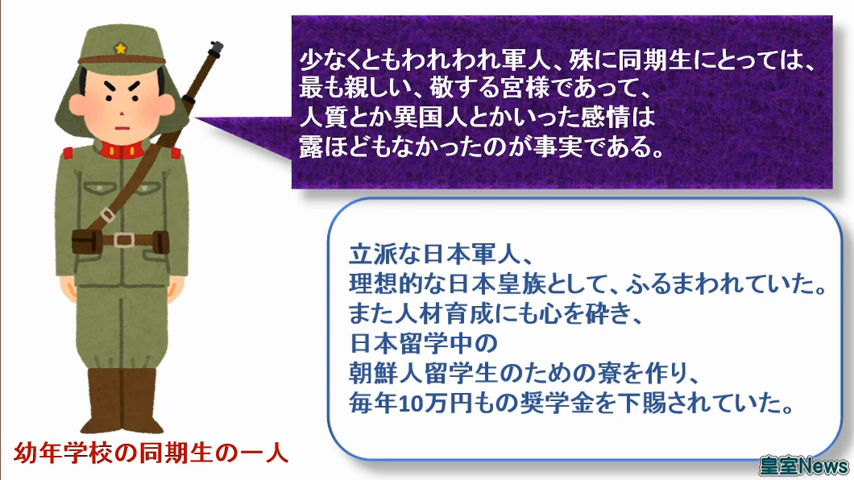 少なくともわれわれ軍人、殊に同期生にとっては、
最も親しい、敬する宮様であって、
人質とか異国人とかいった感情は
露ほどもなかったのが事実である。
立派な日本軍人、
理想的な日本皇族として、ふるまわれていた。
また人材育成にも心を砕き、
日本留学中の
朝鮮人留学生のための寮を作り、
毎年10万円もの奨学金を下賜されていた。
幼年学校の同期生の一人
皇室News